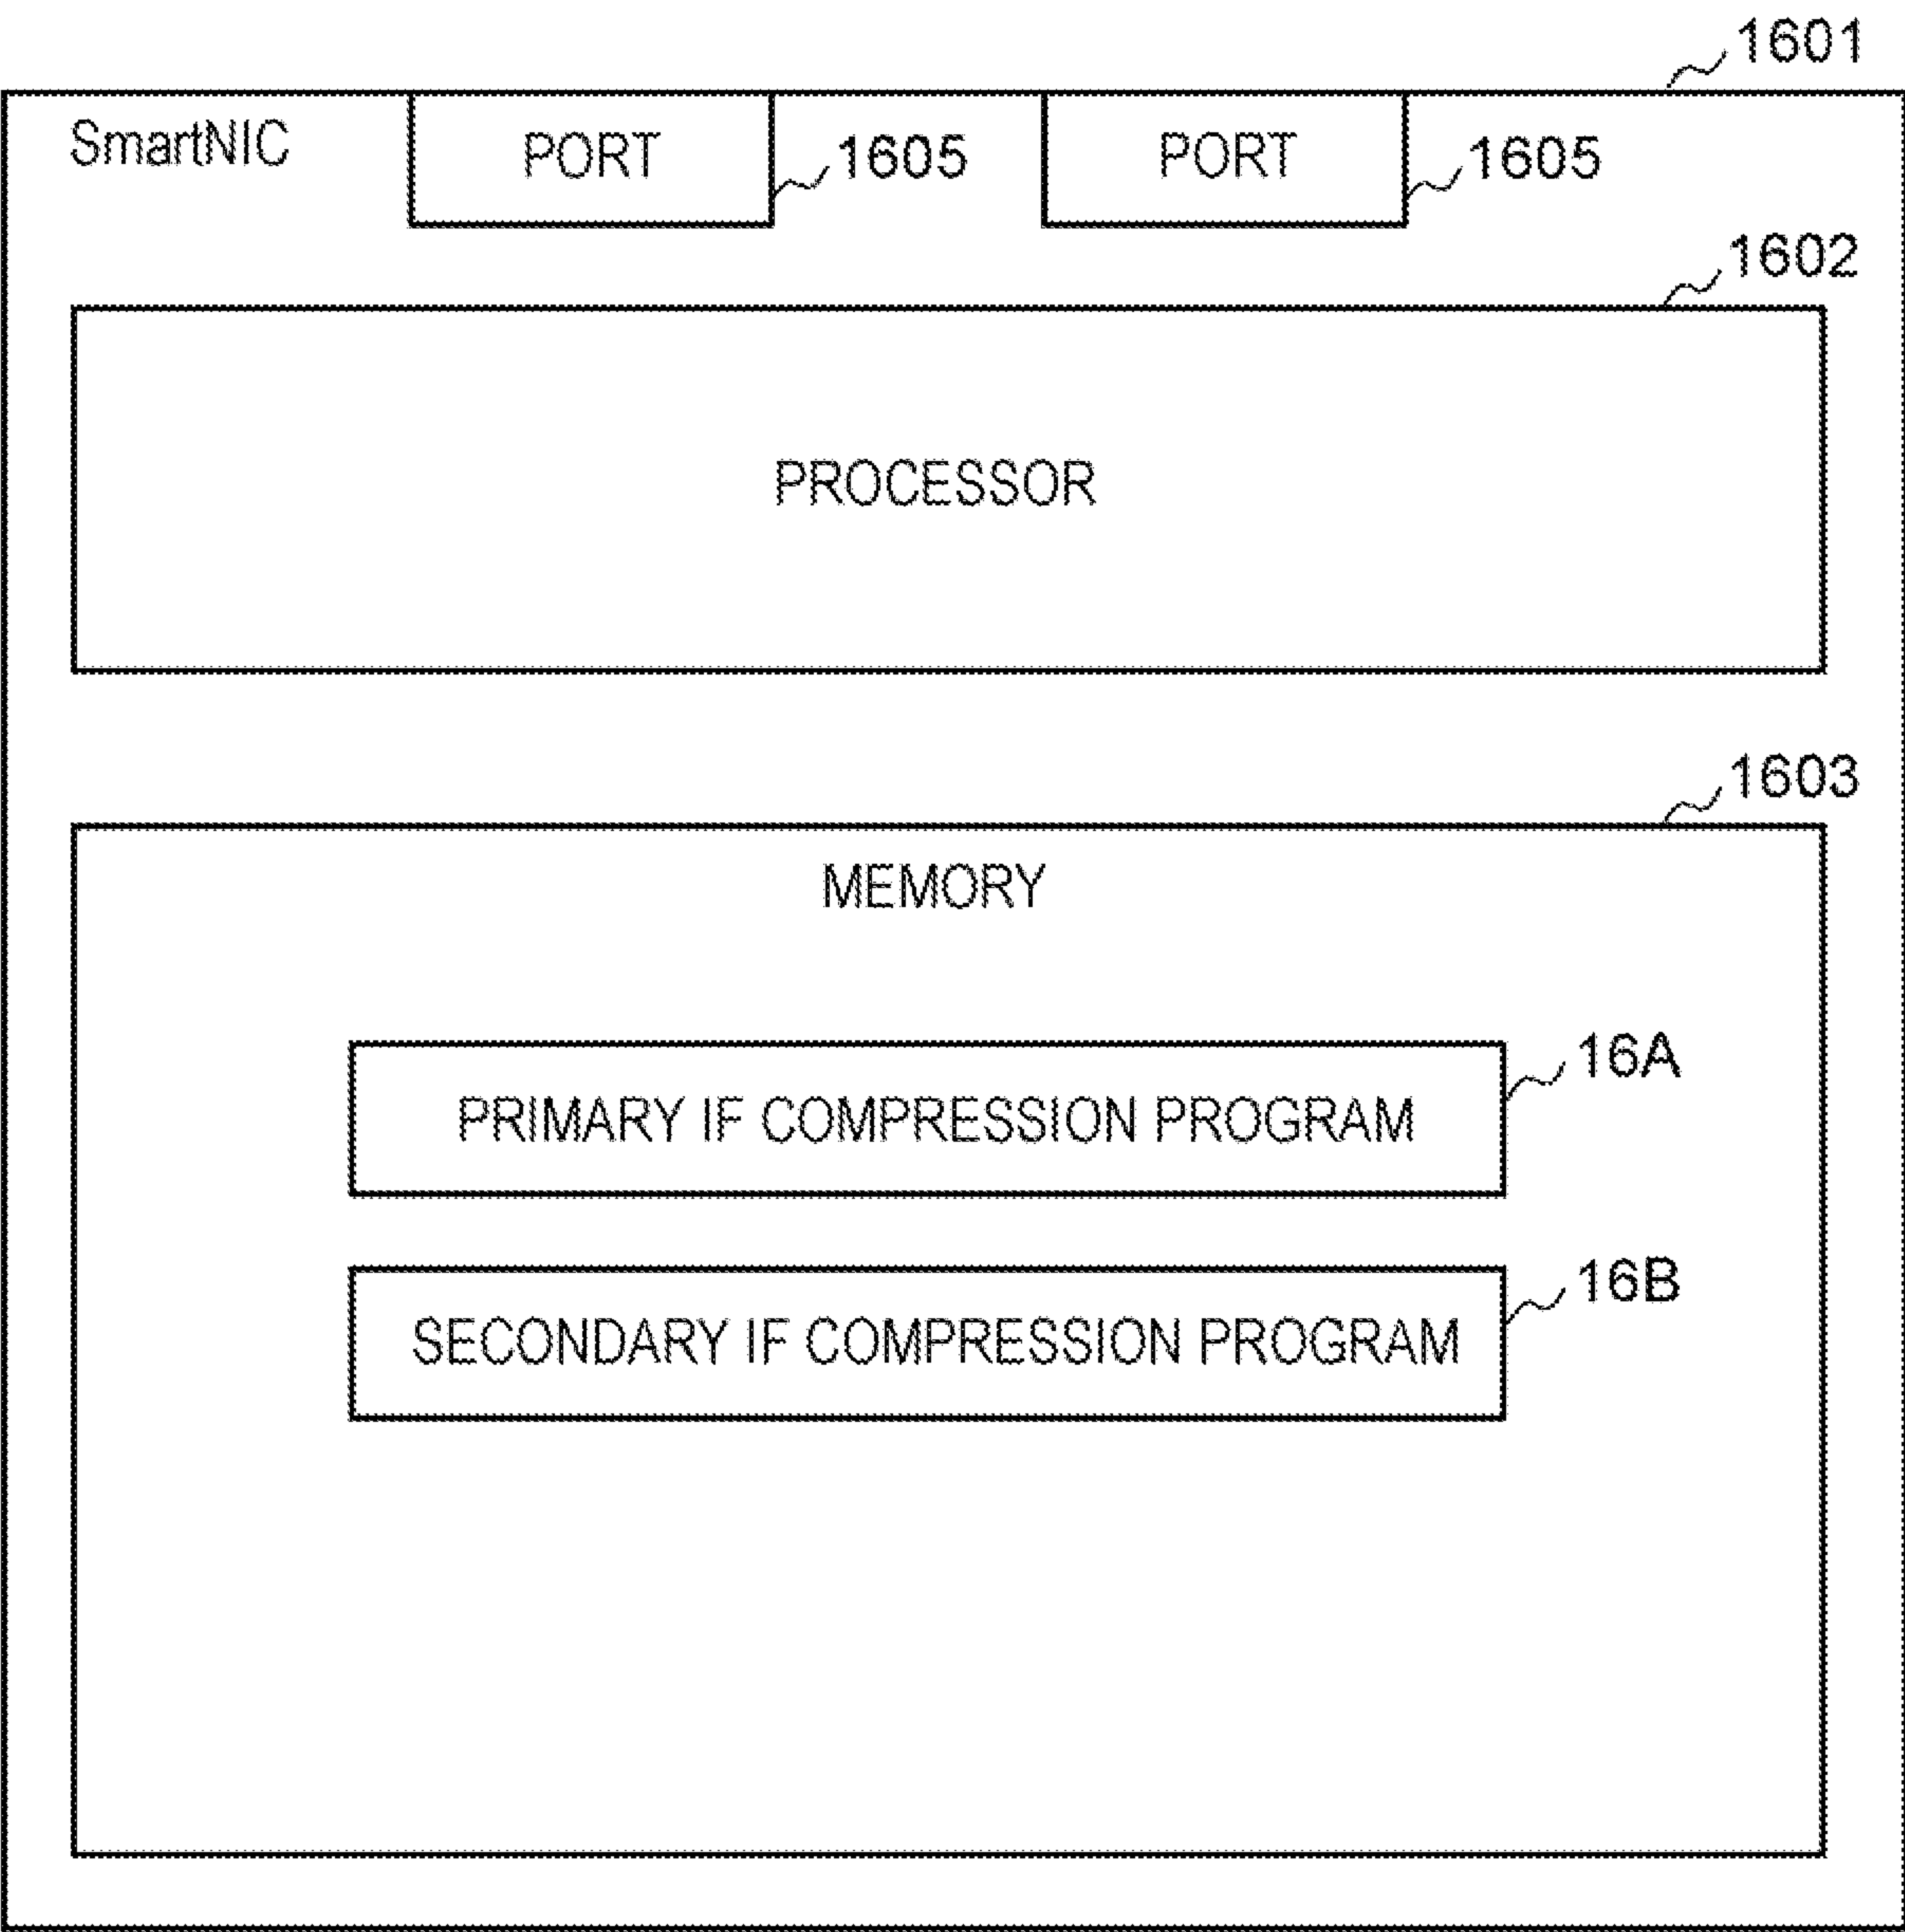 1601
SmartNIC
PORT
1605
PORT
1605
1602
PROCESSOR
1603
MEMORY
16A
PRIMARY IF COMPRESSION PROGRAM
16B
SECONDARY IF COMPRESSION PROGRAM